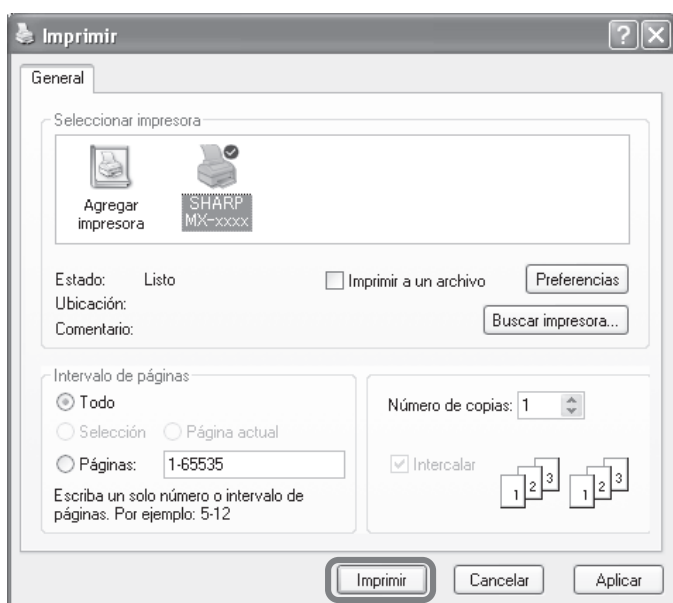 Imprimir
General
Seleccionar impresora
Agregar
impresora
SHARP
MX-xxxx
Estado: Listo
Imprimir a un archivo
Preferencias
Ubicación:
Comentario:
Buscar impresora...
Intervalo de páginas
Todo
Selección
Página actual
Páginas: 1-65535
Escriba un solo número o intervalo de
páginas. Por ejemplo: 5-12
Número de copias: 1
Intercalar
1 2 3 1 2 3
Imprimir
Cancelar
Aplicar